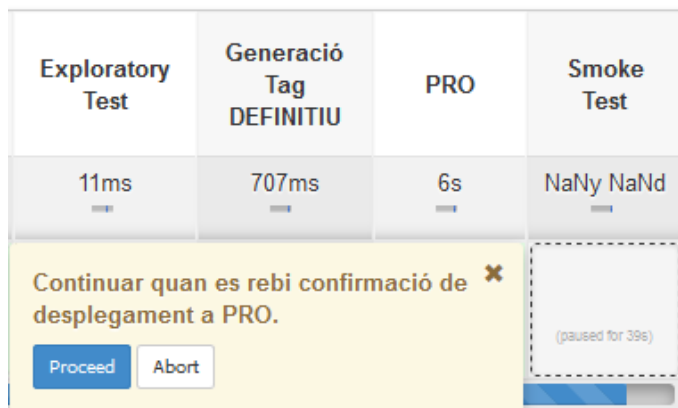 Exploratory
Test
Generació
Tag
DEFINITIU
PRO
Smoke
Test
11ms
707ms
6s
NaNy NaNd
Continuar quan es rebi confirmació de
desplegament a PRO.
Proceed
Abort
(paused for 39s)